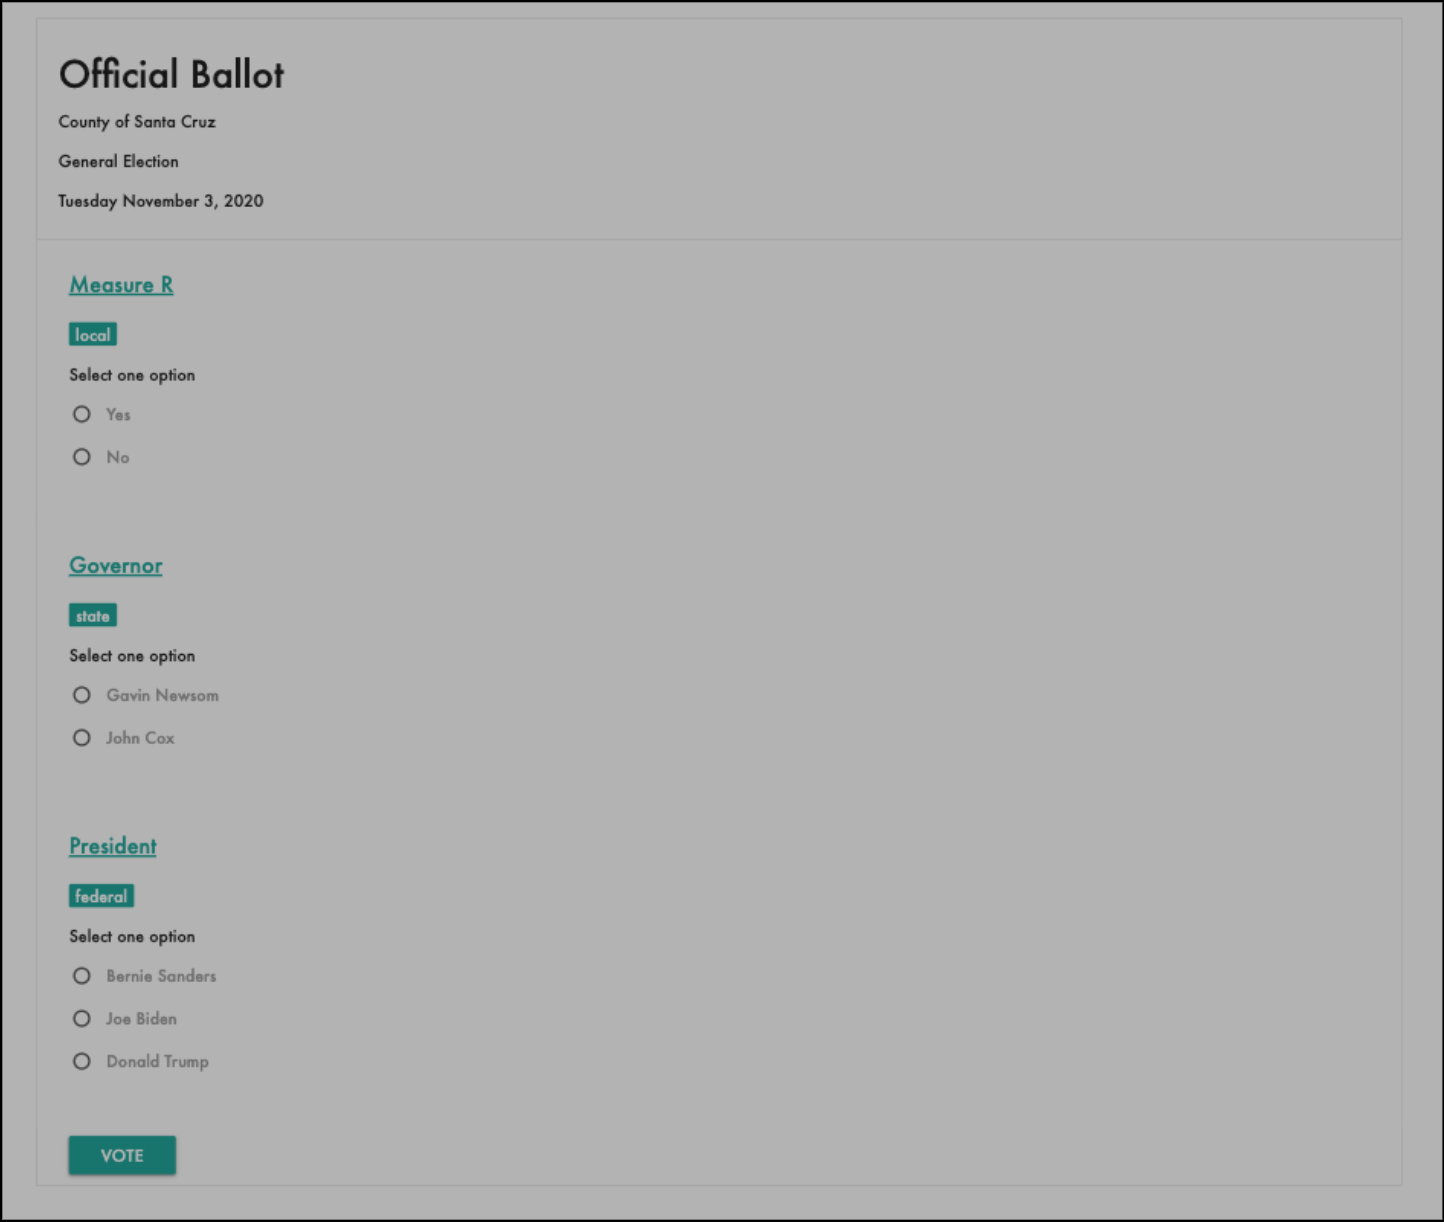 Official Ballot
County of Santa Cruz
General Election
Tuesday November 3, 2020
Measure R
local
Select one option
Yes
No
Governor
state
Select one option
Gavin Newsom
John Cox
President
federal
Select one option
Bernie Sanders
Joe Biden
Donald Trump
VOTE